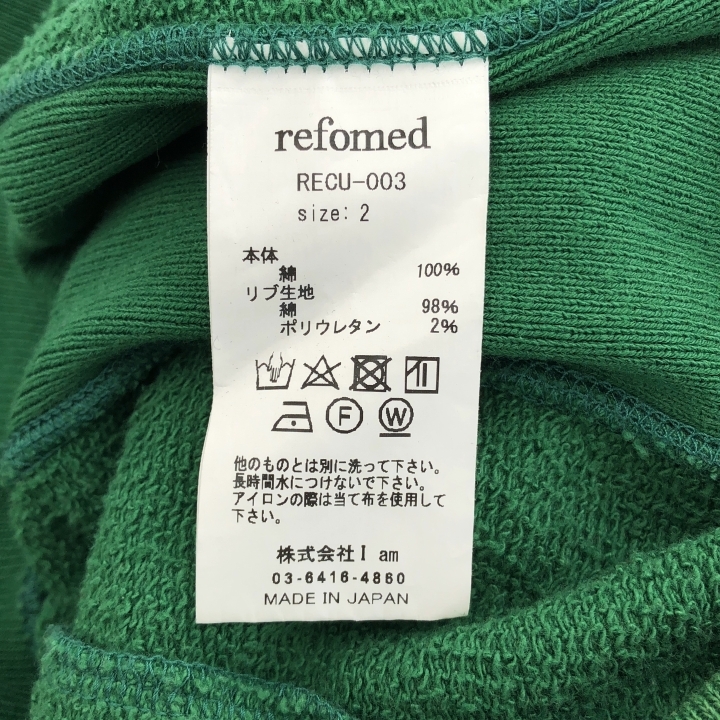 refomed
RECU-003
size: 2
本体
綿 100%
リブ生地
綿 98%
ポリウレタン 2%
F W
他のものとは別に洗って下さい。
長時間水につけないで下さい。
アイロンの際は当て布を使用して
下さい。
株式会社I am
03-6416-4860
MADE IN JAPAN